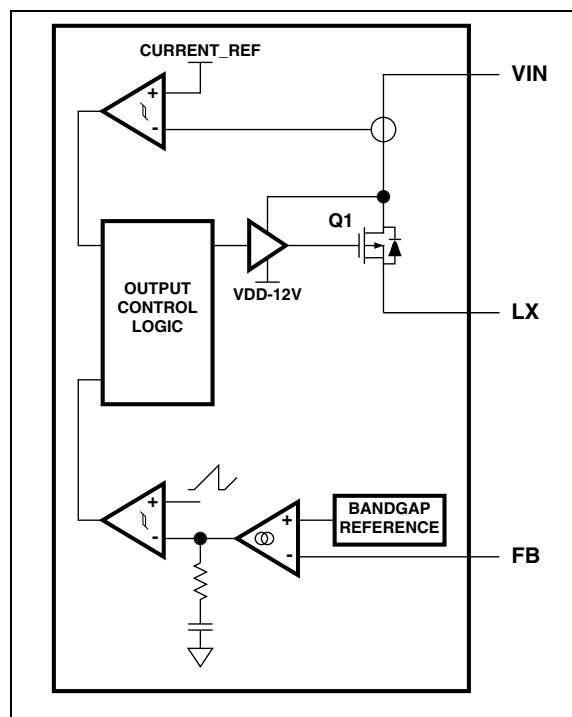 CURRENT_REF
VIN
+
-
Q1
VDD-12V
OUTPUT
CONTROL
LOGIC
LX
+
-
+
-
BANDGAP
REFERENCE
FB